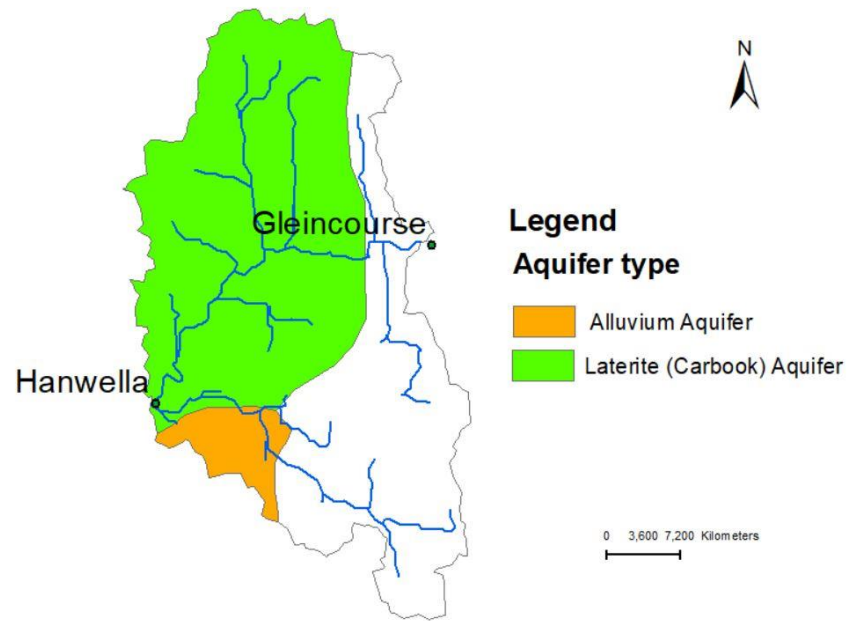 N
Gleincourse
Legend
Aquifer type
Alluvium Aquifer
Laterite (Carbook) Aquifer
Hanwella
0 3,600 7,200 Kilometers